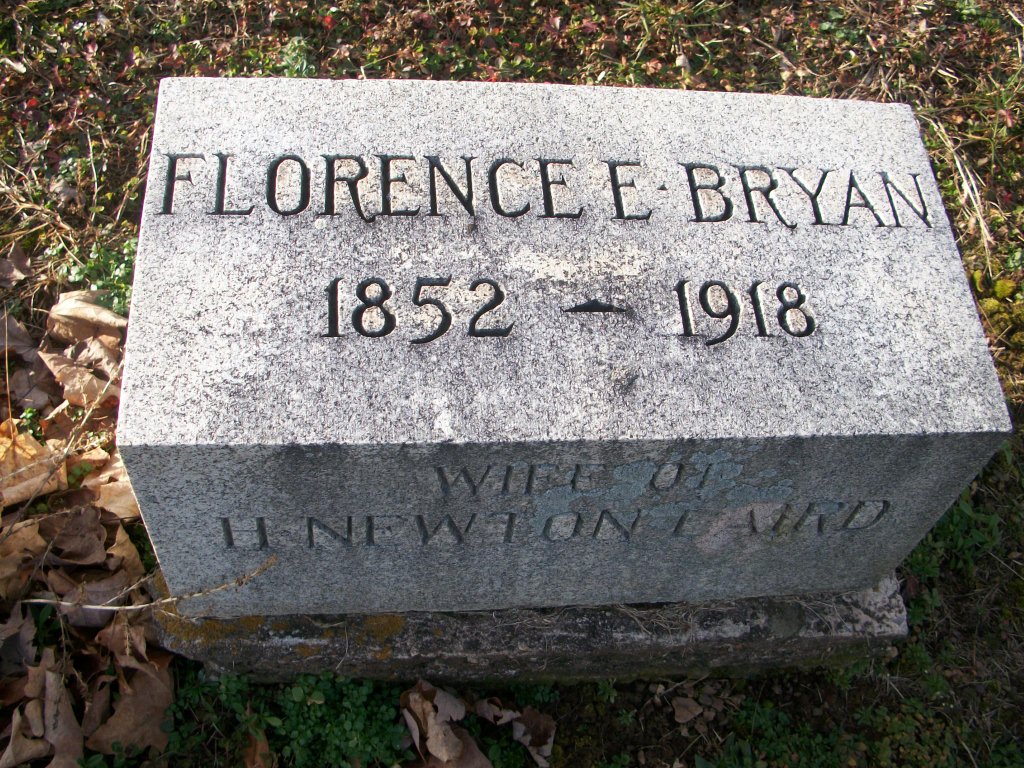 FLORENCE E. BRYAN
1852 - 1918
WIFE OF
H. NEWTON LAIRD